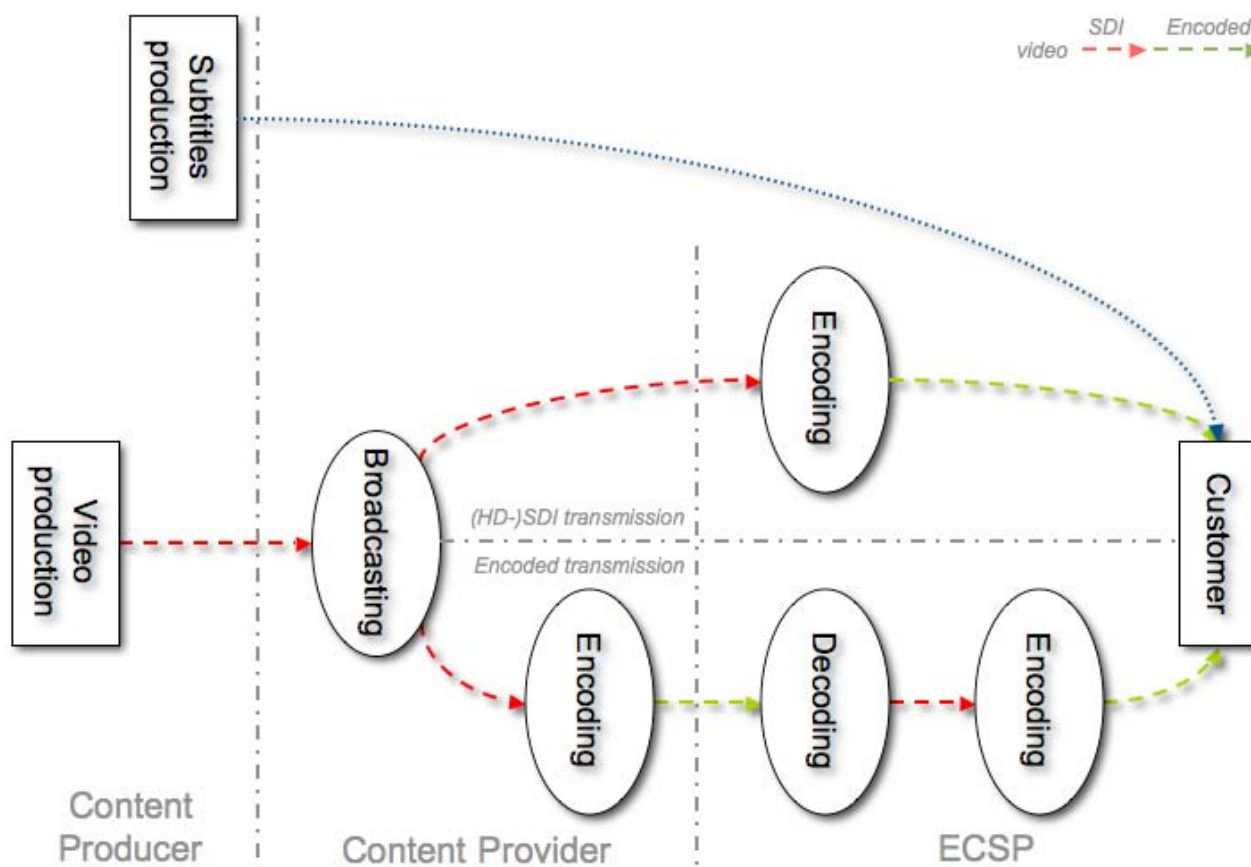 SDI Encoded
video
Subtitles
production
Encoding
Broadcasting
Video
production
(HD-)SDI transmission
Encoded transmission
Customer
Encoding
Decoding
Encoding
Content
Producer
Content Provider
ECSP